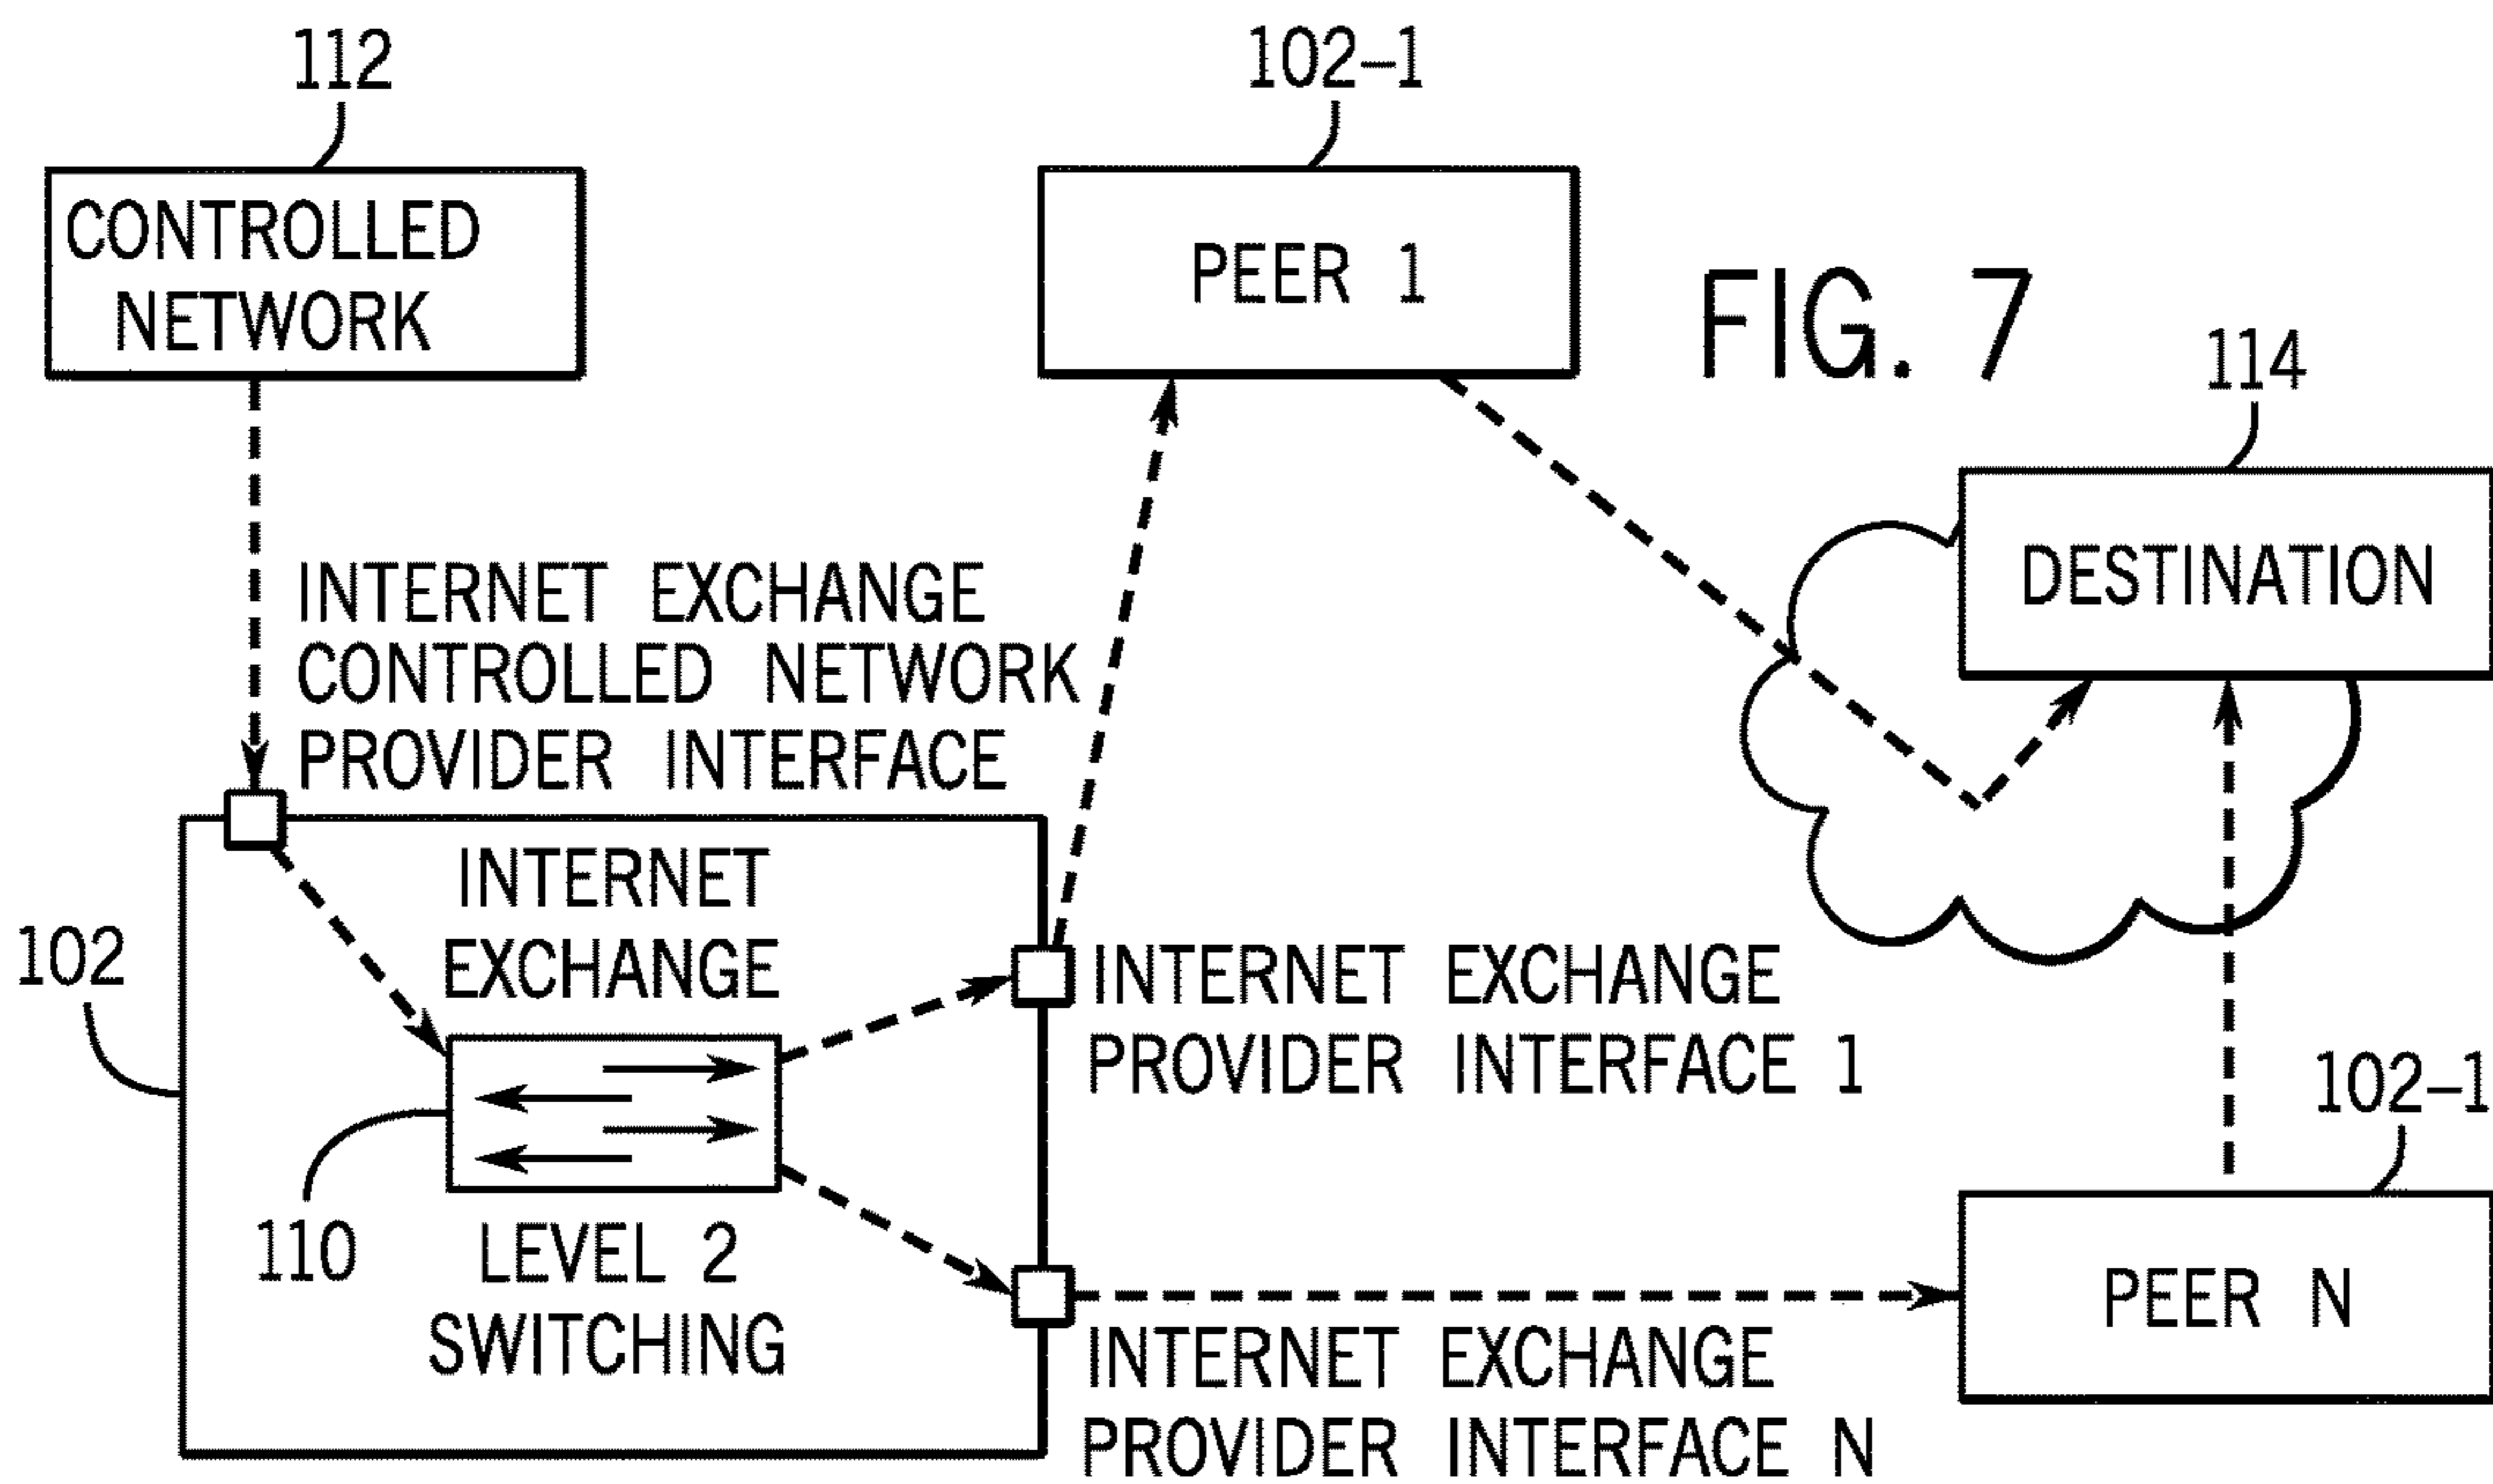 112
102-1
CONTROLLED
NETWORK
PEER 1
FIG. 7
114
DESTINATION
INTERNET EXCHANGE
CONTROLLED NETWORK
PROVIDER INTERFACE
INTERNET
EXCHANGE
102
INTERNET EXCHANGE
PROVIDER INTERFACE 1
102-1
110
LEVEL 2
SWITCHING
PEER N
INTERNET EXCHANGE
PROVIDER INTERFACE N